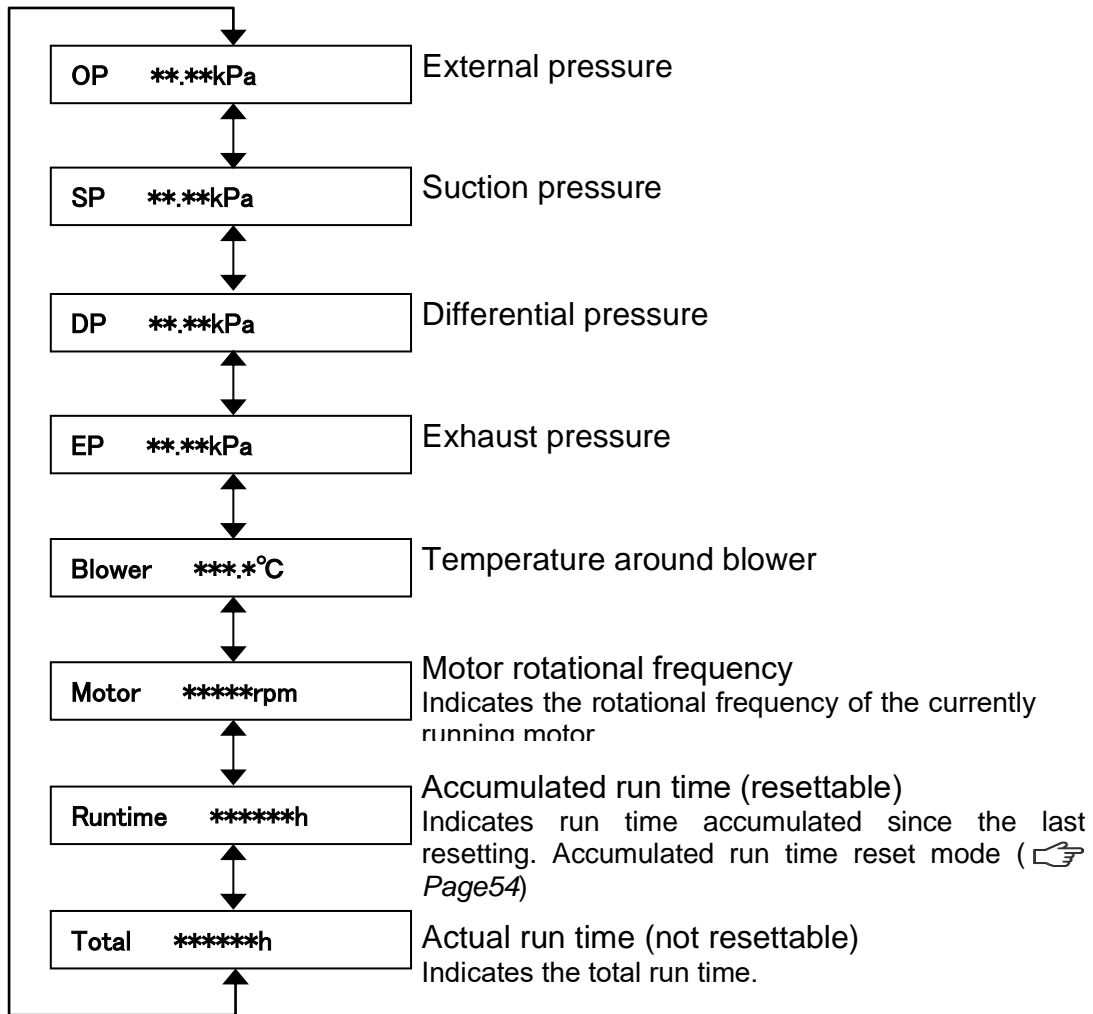 OP **.**kPa
External pressure
SP **.**kPa
Suction pressure
DP **.**kPa
Differential pressure
EP **.**kPa
Exhaust pressure
Blower ***.*℃
Temperature around blower
Motor *****rpm
Motor rotational frequency
Indicates the rotational frequency of the currently
running motor
Runtime ******h
Accumulated run time (resettable)
Indicates run time accumulated since the last
resetting. Accumulated run time reset mode (☞
Page54)
Total ******h
Actual run time (not resettable)
Indicates the total run time.